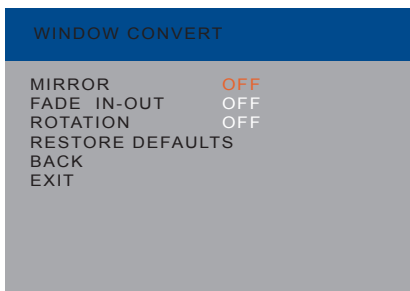 WINDOW CONVERT
MIRROR OFF
FADE IN-OUT OFF
ROTATION OFF
RESTORE DEFAULTS
BACK
EXIT